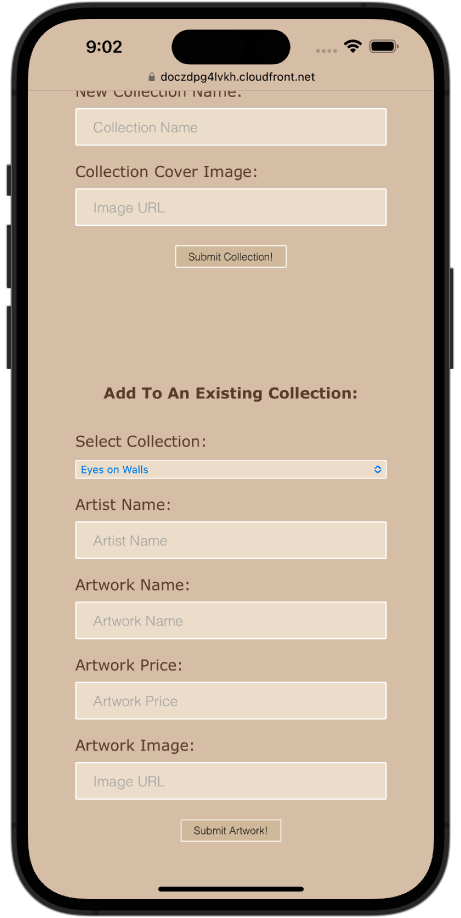 9:02
doczdpg4lvkh.cloudfront.net
New Collection Name:
Collection Name
Collection Cover Image:
Image URL
Submit Collection!
Add To An Existing Collection:
Select Collection:
Eyes on Walls
Artist Name:
Artist Name
Artwork Name:
Artwork Name
Artwork Price:
Artwork Price
Artwork Image:
Image URL
Submit Artwork!